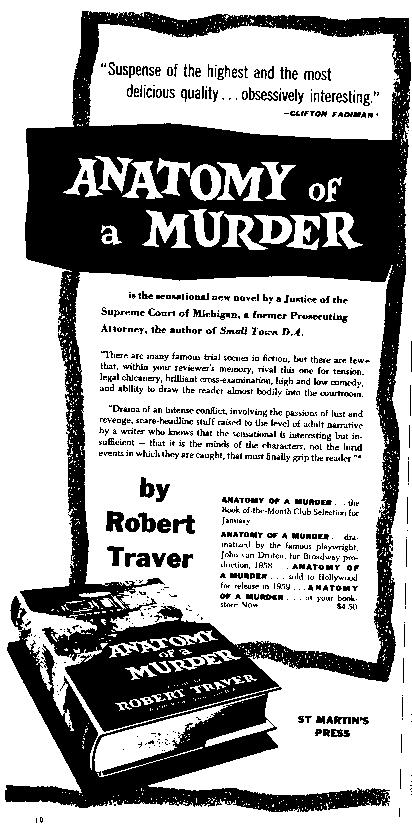 “Suspense of the highest and the most
delicious quality . . . obsessively interesting.”
—CLIFTON FADIMAN*
ANATOMY OF
a MURDER
is the sensational new novel by a Justice of the
Supreme Court of Michigan, a former Prosecuting
Attorney, the author of Small Town D.A.
“There are many famous trial scenes in fiction, but there are few
that, within your reviewer's memory, rival this one for tension,
legal chicanery, brilliant cross-examination, high and low comedy,
and ability to draw the reader almost bodily into the courtroom.
“Drama of an intense conflict, involving the passions of lust and
revenge, scare-headline stuff raised to the level of adult narrative
by a writer who knows that the sensational is interesting but in-
sufficient — that it is the minds of the characters, not the lurid
events in which they are caught, that must finally grip the reader”*
by
Robert
Traver
ANATOMY OF A MURDER . . . the
Book-of-the-Month Club Selection for
January
ANATOMY OF A MURDER . . . dra-
matized by the famous playwright,
John van Druten, for Broadway pro-
duction, 1958 . . . ANATOMY OF
A MURDER . . . sold to Hollywood
for release in 1959 . . . ANATOMY
OF A MURDER . . . at your book-
store Now $4.50
ANATOMY
of a
MURDER
ROBERT TRAVER
ST MARTIN'S
PRESS
10